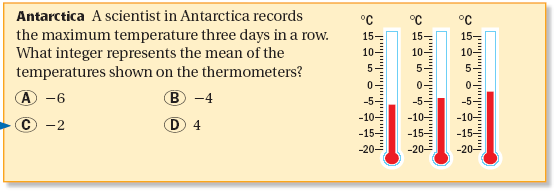 Antarctica A scientist in Antarctica records
the maximum temperature three days in a row.
What integer represents the mean of the
temperatures shown on the thermometers?
A −6
B −4
C −2
D 4
°C °C °C
15 15 15
10 10 10
5 5 5
0 0 0
−5 −5 −5
−10 −10 −10
−15 −15 −15
−20 −20 −20